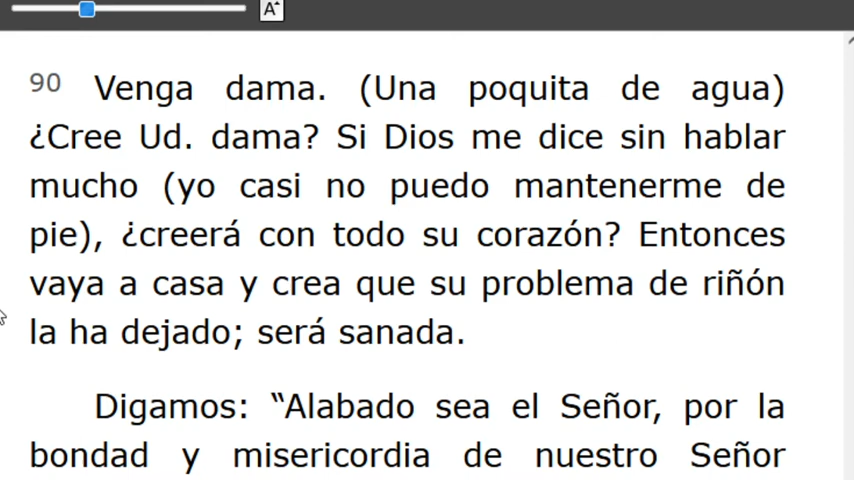 A
90 Venga dama. (Una poquita de agua)
¿Cree Ud. dama? Si Dios me dice sin hablar
mucho (yo casi no puedo mantenerme de
pie), ¿creerá con todo su corazón? Entonces
vaya a casa y crea que su problema de riñón
la ha dejado; será sanada.
Digamos: “Alabado sea el Señor, por la
bondad y misericordia de nuestro Señor